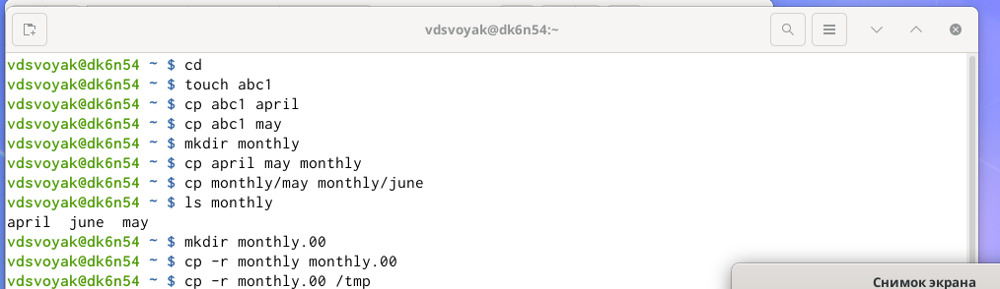 vdsvoyak@dk6n54:~
vdsvoyak@dk6n54 ~ $ cd
vdsvoyak@dk6n54 ~ $ touch abc1
vdsvoyak@dk6n54 ~ $ cp abc1 april
vdsvoyak@dk6n54 ~ $ cp abc1 may
vdsvoyak@dk6n54 ~ $ mkdir monthly
vdsvoyak@dk6n54 ~ $ cp april may monthly
vdsvoyak@dk6n54 ~ $ cp monthly/may monthly/june
vdsvoyak@dk6n54 ~ $ ls monthly
april  june  may
vdsvoyak@dk6n54 ~ $ mkdir monthly.00
vdsvoyak@dk6n54 ~ $ cp -r monthly monthly.00
vdsvoyak@dk6n54 ~ $ cp -r monthly.00 /tmp
Снимок экрана